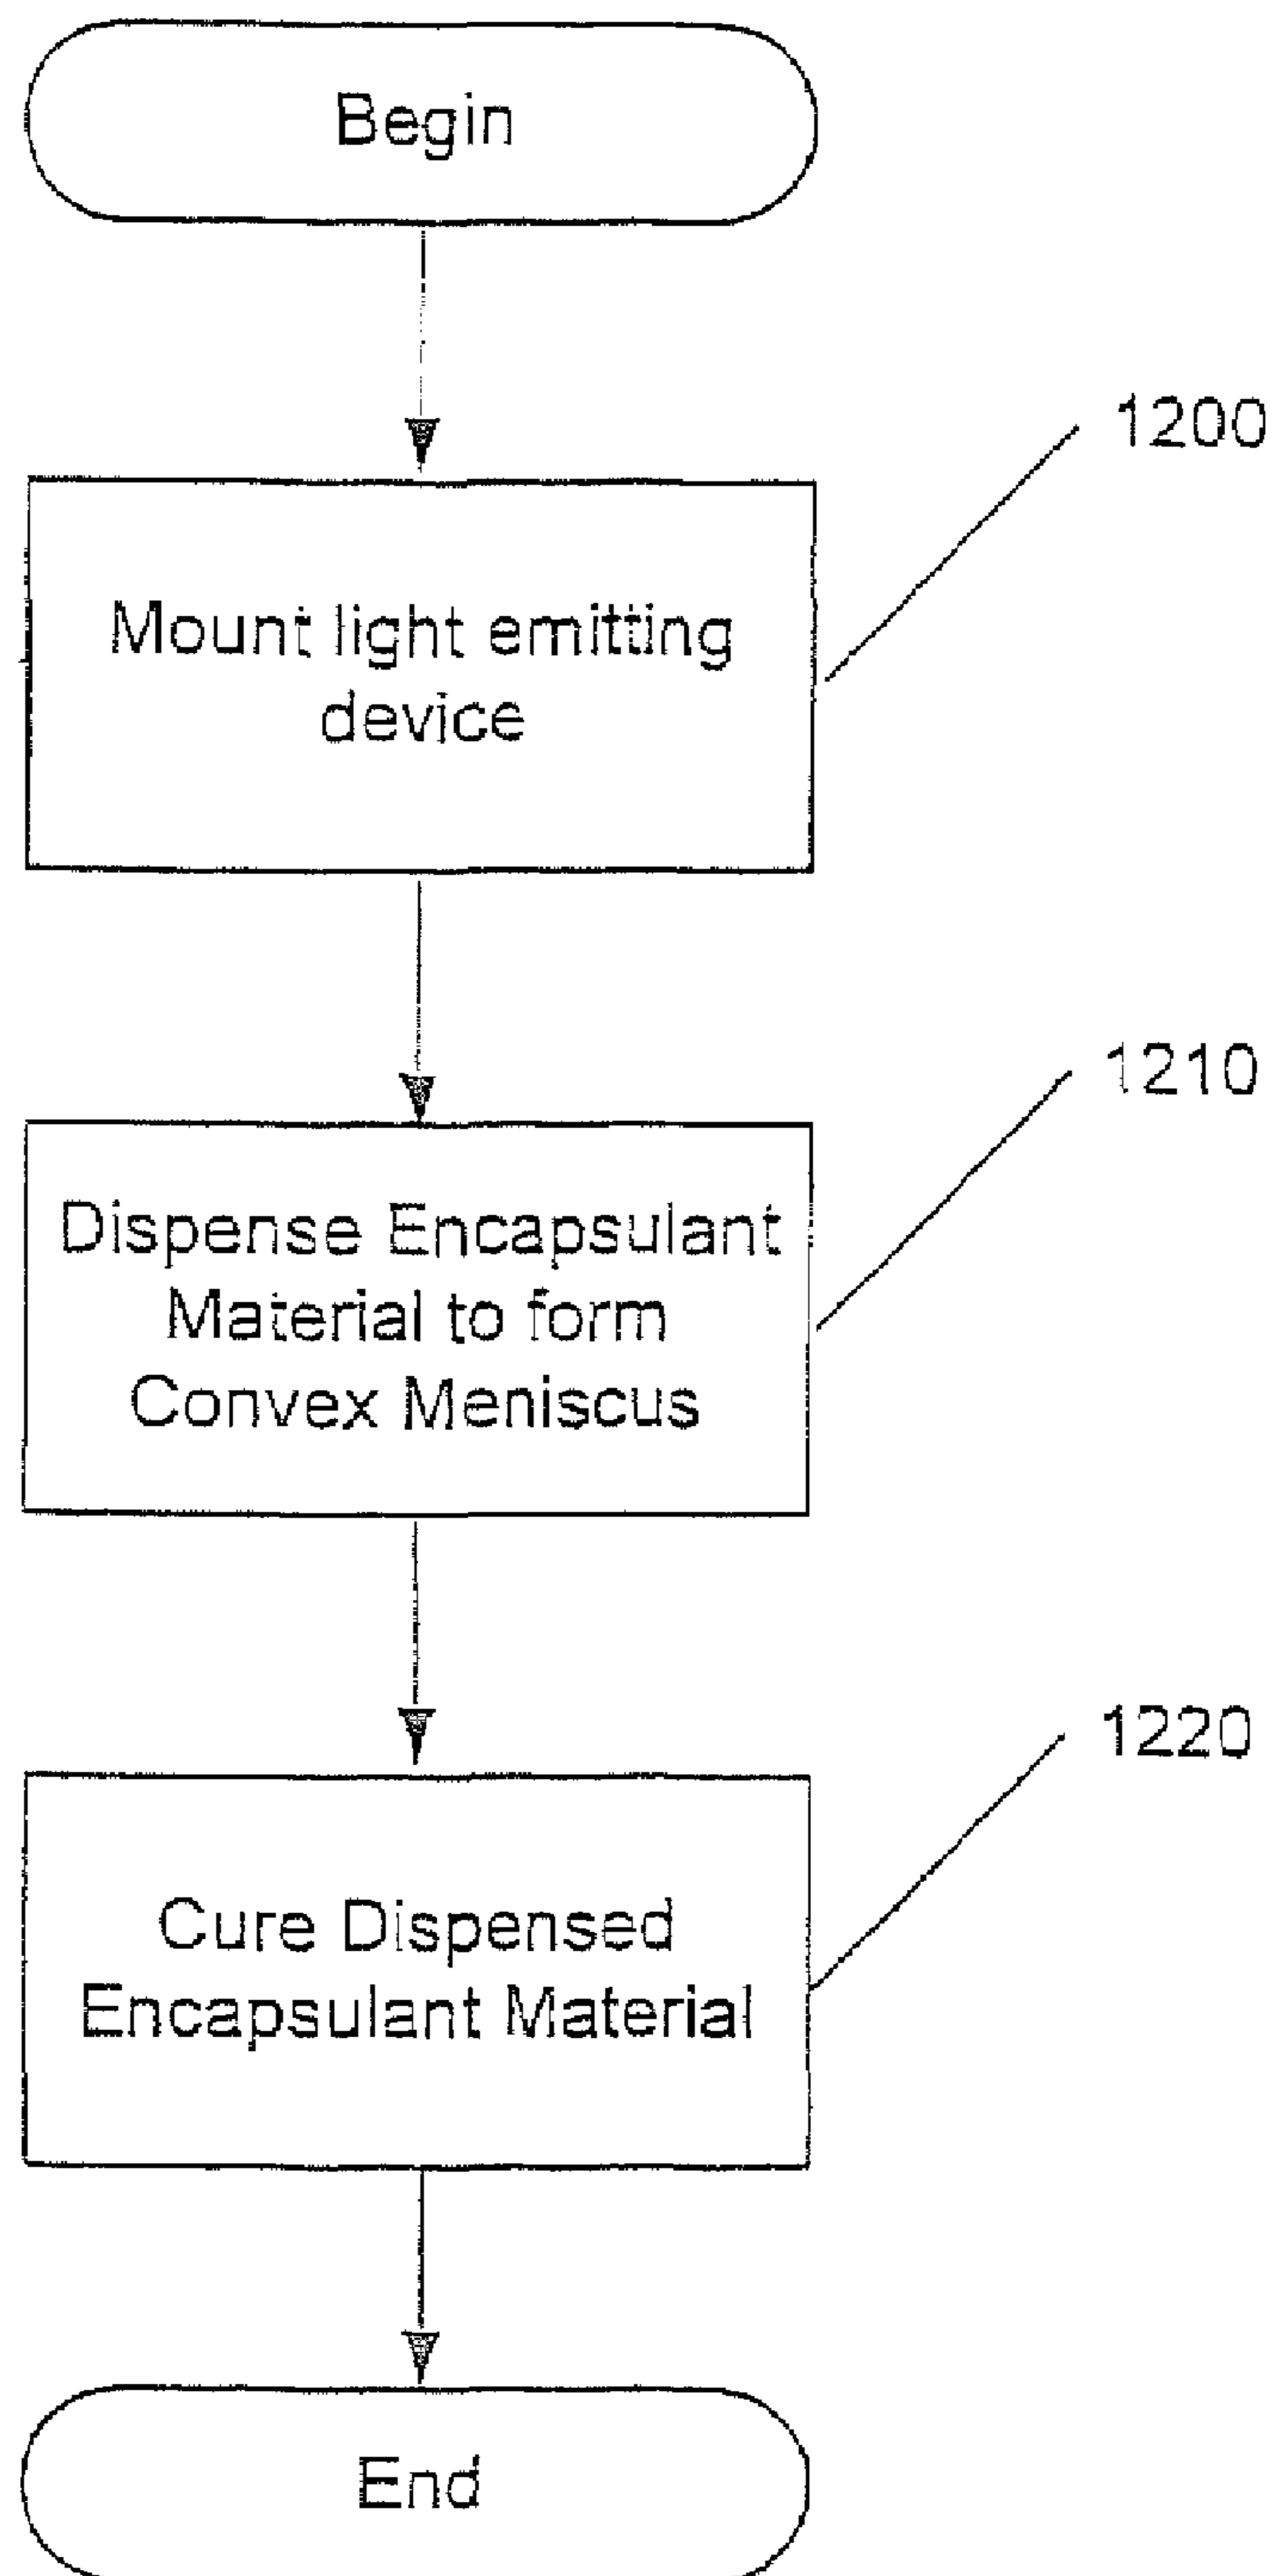 Begin
1200
Mount light emitting
device
1210
Dispense Encapsulant
Material to form
Convex Meniscus
1220
Cure Dispensed
Encapsulant Material
End